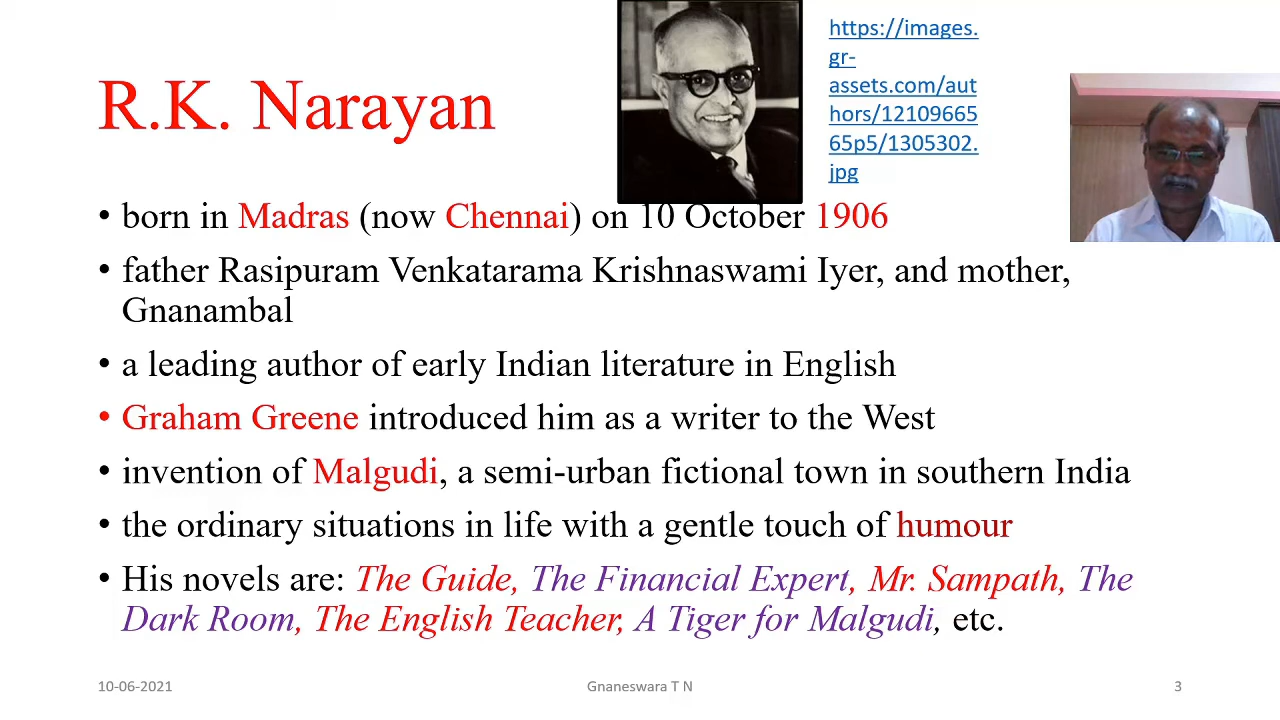 R.K. Narayan
https://images.
gr-
assets.com/aut
hors/12109665
65p5/1305302.
jpg
• born in Madras (now Chennai) on 10 October 1906
• father Rasipuram Venkatarama Krishnaswami Iyer, and mother,
Gnanambal
• a leading author of early Indian literature in English
• Graham Greene introduced him as a writer to the West
• invention of Malgudi, a semi-urban fictional town in southern India
• the ordinary situations in life with a gentle touch of humour
• His novels are: The Guide, The Financial Expert, Mr. Sampath, The
Dark Room, The English Teacher, A Tiger for Malgudi, etc.
10-06-2021
Gnaneswara T N
3